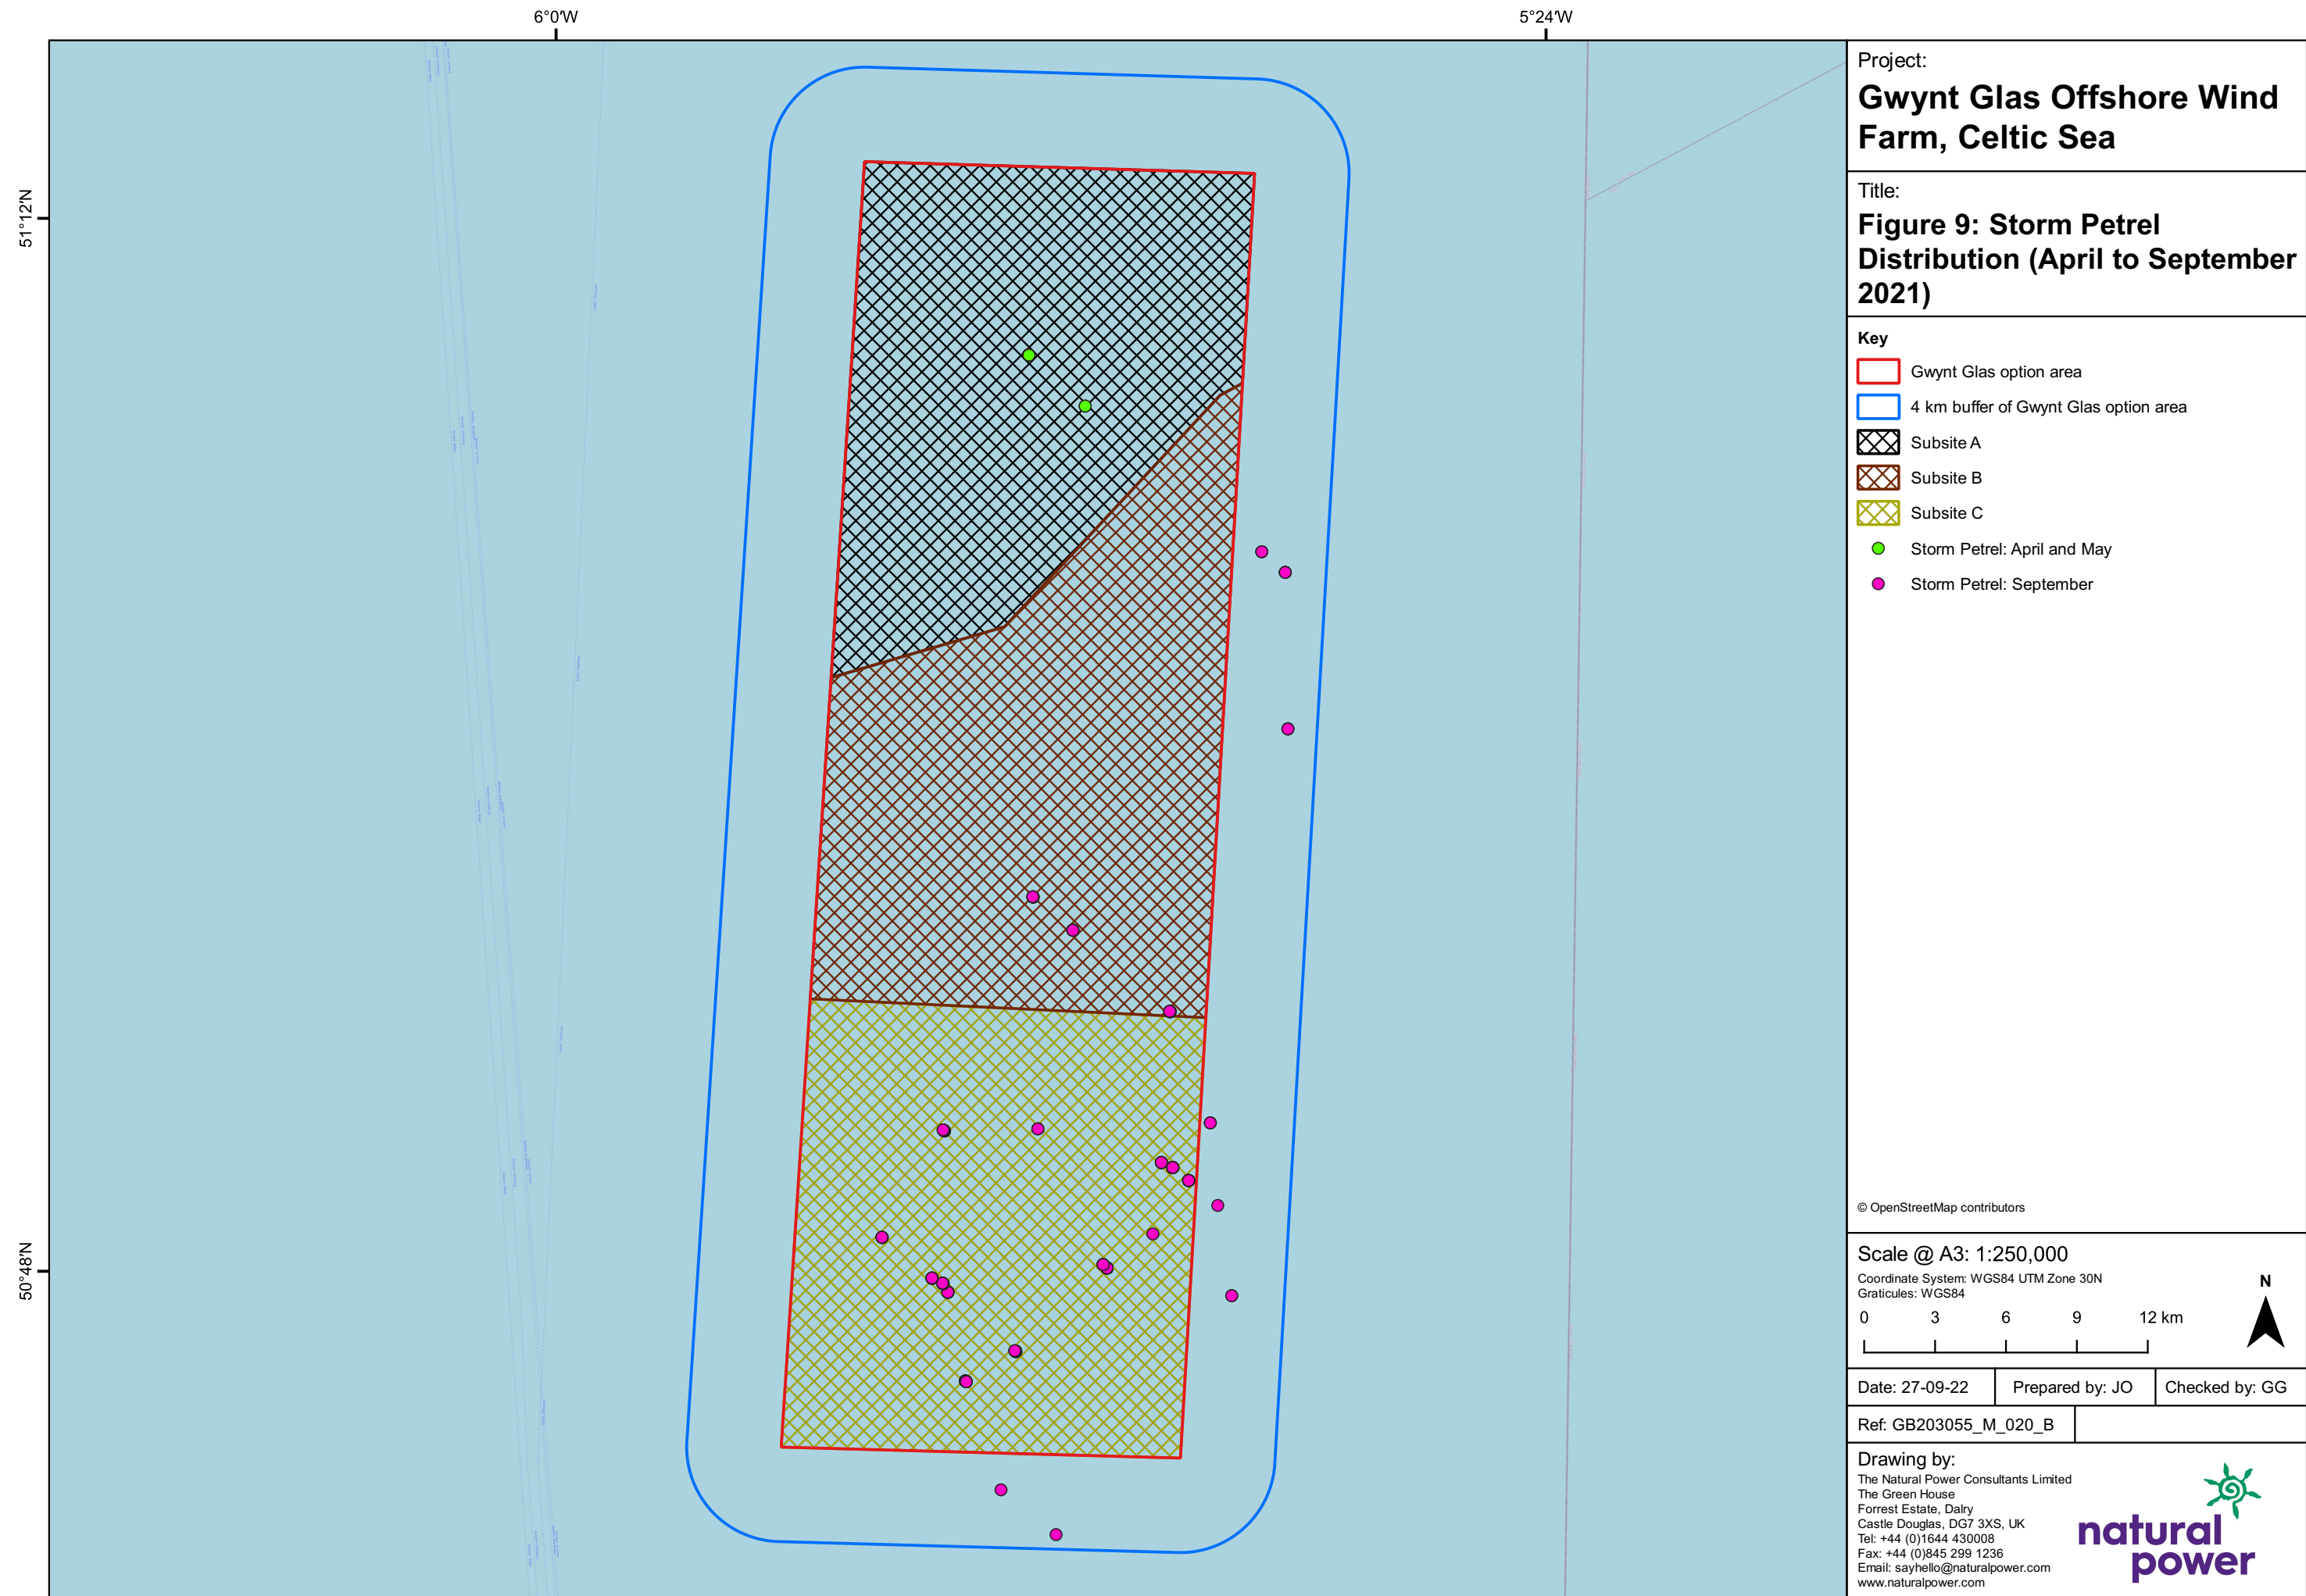 6°0'W
5°24'W
51°12'N
50°48'N
Project:
Gwynt Glas Offshore Wind
Farm, Celtic Sea
Title:
Figure 9: Storm Petrel
Distribution (April to September
2021)
Key
Gwynt Glas option area
4 km buffer of Gwynt Glas option area
Subsite A
Subsite B
Subsite C
Storm Petrel: April and May
Storm Petrel: September
© OpenStreetMap contributors
Scale @ A3: 1:250,000
Coordinate System: WGS84 UTM Zone 30N
Graticules: WGS84
0 3 6 9 12 km
N
Date: 27-09-22
Prepared by: JO
Checked by: GG
Ref: GB203055_M_020_B
Drawing by:
The Natural Power Consultants Limited
The Green House
Forrest Estate, Dalry
Castle Douglas, DG7 3XS, UK
Tel: +44 (0)1644 430008
Fax: +44 (0)845 299 1236
Email: sayhello@naturalpower.com
www.naturalpower.com
natural
power